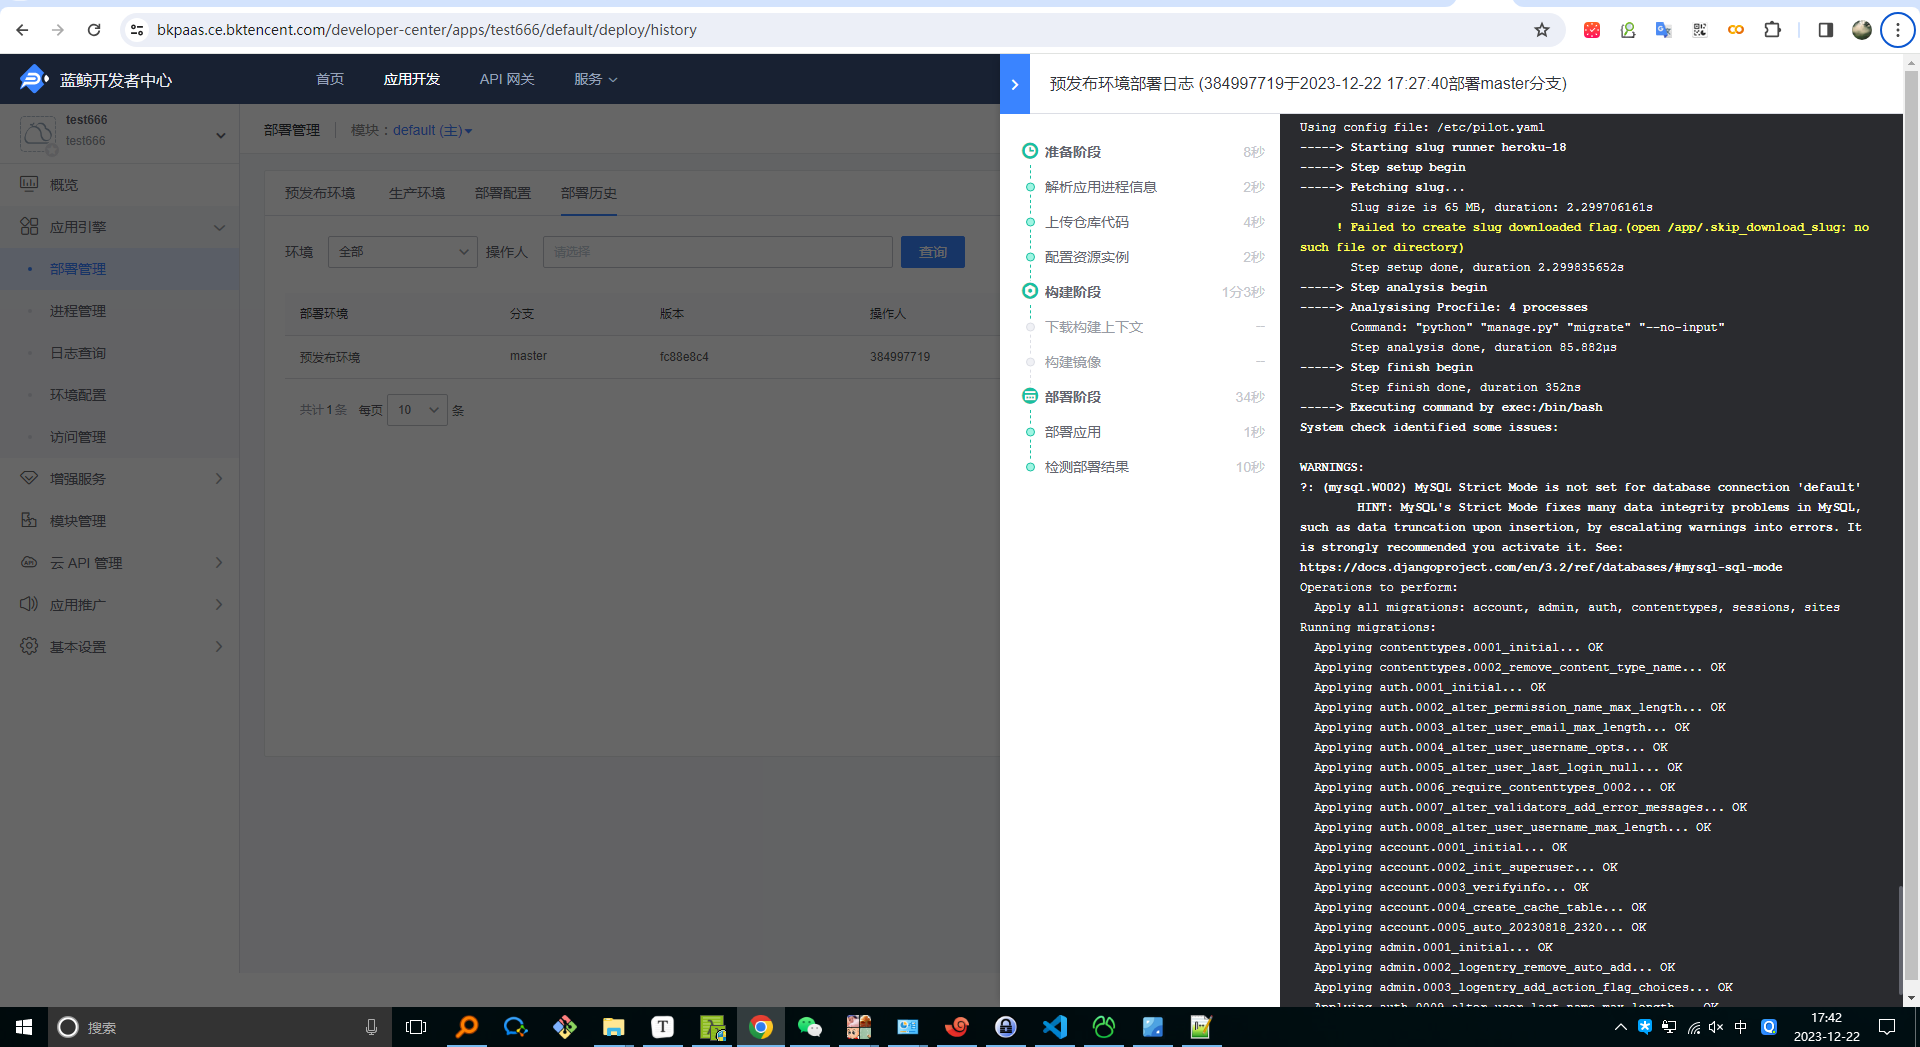 bkpaas.ce.bktencent.com/developer-center/apps/test666/default/deploy/history
蓝鲸开发者中心
首页
应用开发
API 网关
服务
test666
test666
概览
应用引擎
部署管理
进程管理
日志查询
环境配置
访问管理
增强服务
模块管理
云 API 管理
应用推广
基本设置
部署管理
模块：default (主)
预发布环境
生产环境
部署配置
部署历史
环境
全部
操作人
请选择
查询
部署环境
分支
版本
操作人
预发布环境
master
fc88e8c4
384997719
共计 1 条
每页
10
条
预发布环境部署日志 (384997719于2023-12-22 17:27:40部署master分支)
准备阶段
8秒
解析应用进程信息
2秒
上传仓库代码
4秒
配置资源实例
2秒
构建阶段
1分3秒
下载构建上下文
--
构建镜像
--
部署阶段
34秒
部署应用
1秒
检测部署结果
10秒
Using config file: /etc/pilot.yaml
-----> Starting slug runner heroku-18
-----> Step setup begin
-----> Fetching slug...
Slug size is 65 MB, duration: 2.299706161s
! Failed to create slug downloaded flag.(open /app/.skip_download_slug: no
such file or directory)
Step setup done, duration 2.299835652s
-----> Step analysis begin
-----> Analysising Procfile: 4 processes
Command: "python" "manage.py" "migrate" "--no-input"
Step analysis done, duration 85.882µs
-----> Step finish begin
Step finish done, duration 352ns
-----> Executing command by exec:/bin/bash
System check identified some issues:
WARNINGS:
?: (mysql.W002) MySQL Strict Mode is not set for database connection 'default'
HINT: MySQL's Strict Mode fixes many data integrity problems in MySQL,
such as data truncation upon insertion, by escalating warnings into errors. It
is strongly recommended you activate it. See:
https://docs.djangoproject.com/en/3.2/ref/databases/#mysql-sql-mode
Operations to perform:
Apply all migrations: account, admin, auth, contenttypes, sessions, sites
Running migrations:
Applying contenttypes.0001_initial... OK
Applying contenttypes.0002_remove_content_type_name... OK
Applying auth.0001_initial... OK
Applying auth.0002_alter_permission_name_max_length... OK
Applying auth.0003_alter_user_email_max_length... OK
Applying auth.0004_alter_user_username_opts... OK
Applying auth.0005_alter_user_last_login_null... OK
Applying auth.0006_require_contenttypes_0002... OK
Applying auth.0007_alter_validators_add_error_messages... OK
Applying auth.0008_alter_user_username_max_length... OK
Applying account.0001_initial... OK
Applying account.0002_init_superuser... OK
Applying account.0003_verifyinfo... OK
Applying account.0004_create_cache_table... OK
Applying account.0005_auto_20230818_2320... OK
Applying admin.0001_initial... OK
Applying admin.0002_logentry_remove_auto_add... OK
Applying admin.0003_logentry_add_action_flag_choices... OK
Applying auth.0009_alter_user_last_name_max_length... OK
搜索
中
17:42
2023-12-22